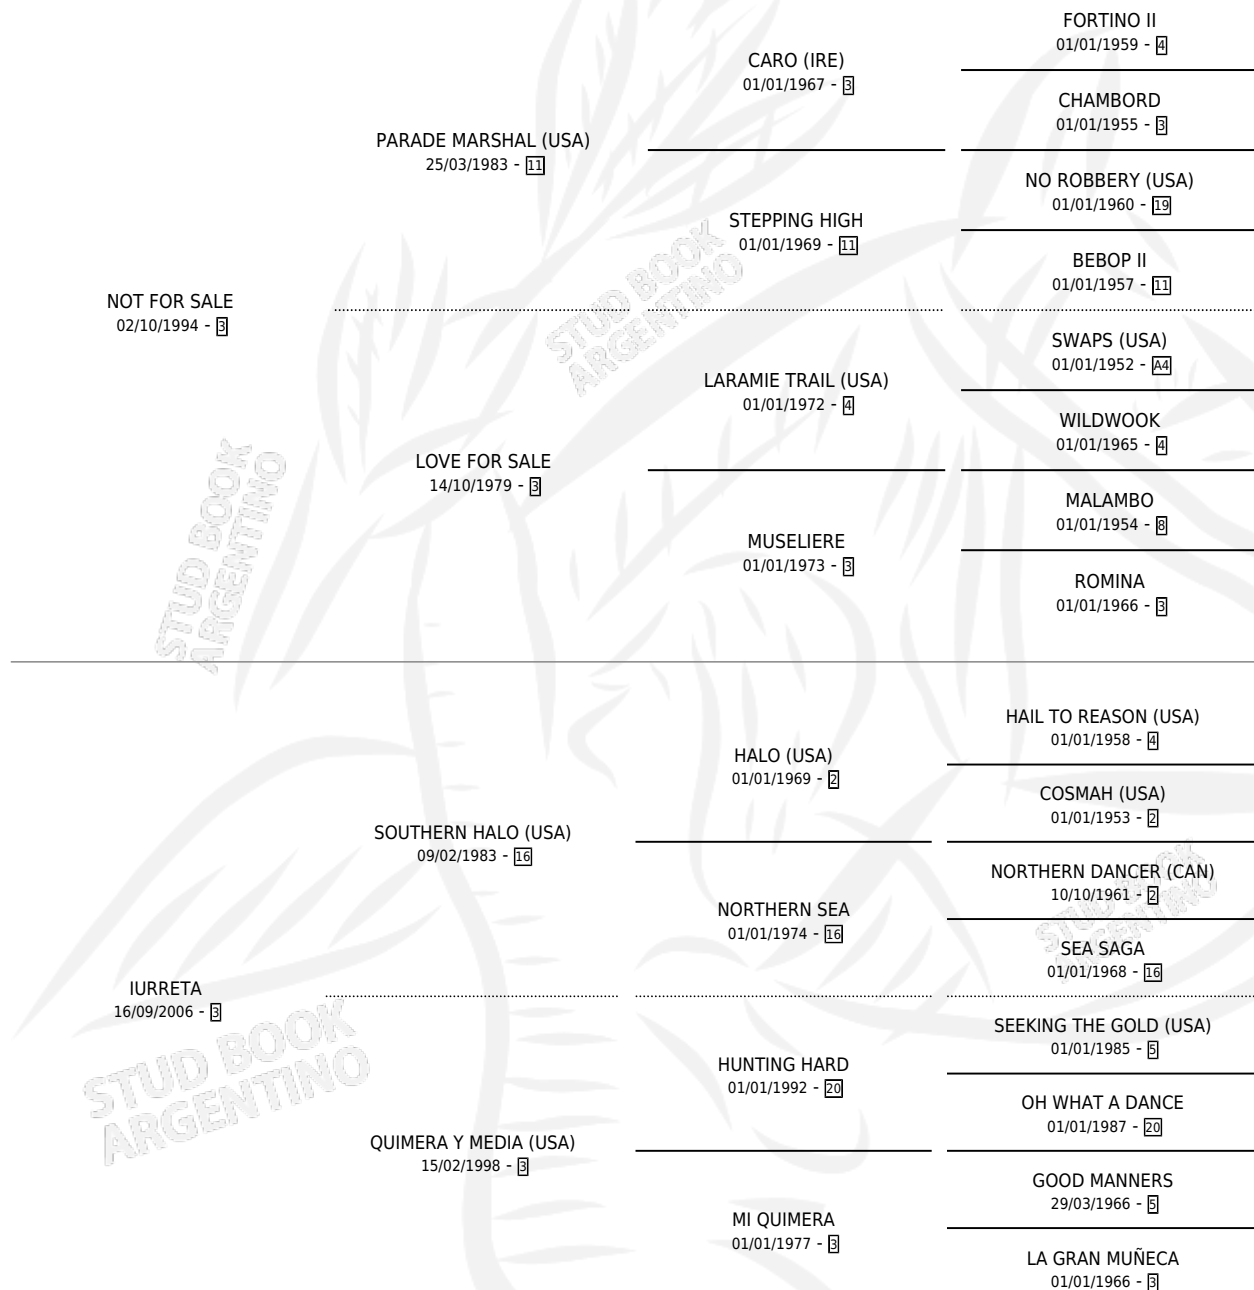 FORTINO II
01/01/1959 - 4
CARO (IRE)
01/01/1967 - 3
CHAMBORD
01/01/1955 - 3
PARADE MARSHAL (USA)
25/03/1983 - 11
NO ROBBERY (USA)
01/01/1960 - 19
STEPPING HIGH
01/01/1969 - 11
BEBOP II
01/01/1957 - 11
NOT FOR SALE
02/10/1994 - 3
SWAPS (USA)
01/01/1952 - A4
LARAMIE TRAIL (USA)
01/01/1972 - 4
WILDWOOK
01/01/1965 - 4
LOVE FOR SALE
14/10/1979 - 3
MALAMBO
01/01/1954 - 8
MUSELIERE
01/01/1973 - 3
ROMINA
01/01/1966 - 3
HAIL TO REASON (USA)
01/01/1958 - 4
HALO (USA)
01/01/1969 - 2
COSMAH (USA)
01/01/1953 - 2
SOUTHERN HALO (USA)
09/02/1983 - 16
NORTHERN DANCER (CAN)
10/10/1961 - 2
NORTHERN SEA
01/01/1974 - 16
SEA SAGA
01/01/1968 - 16
IURRETA
16/09/2006 - 3
SEEKING THE GOLD (USA)
01/01/1985 - 5
HUNTING HARD
01/01/1992 - 20
OH WHAT A DANCE
01/01/1987 - 20
QUIMERA Y MEDIA (USA)
15/02/1998 - 3
GOOD MANNERS
29/03/1966 - 5
MI QUIMERA
01/01/1977 - 3
LA GRAN MUÑECA
01/01/1966 - 3
STUD BOOK
ARGENTINO
STUD BOOK
ARGENTINO
STUD BOOK
ARGENTINO
STUD BOOK
ARGENTINO